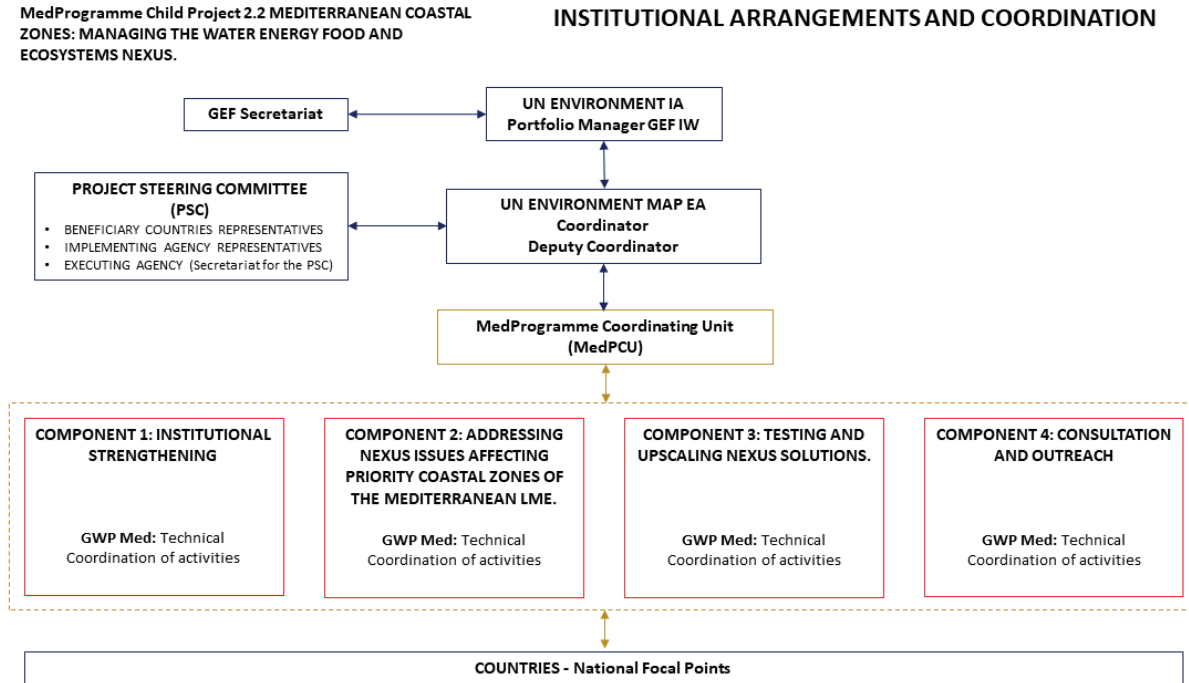 MedProgramme Child Project 2.2 MEDITERRANEAN COASTAL
ZONES: MANAGING THE WATER ENERGY FOOD AND
ECOSYSTEMS NEXUS.
INSTITUTIONAL ARRANGEMENTS AND COORDINATION
GEF Secretariat
UN ENVIRONMENT IA
Portfolio Manager GEF IW
PROJECT STEERING COMMITTEE
(PSC)
• BENEFICIARY COUNTRIES REPRESENTATIVES
• IMPLEMENTING AGENCY REPRESENTATIVES
• EXECUTING AGENCY (Secretariat for the PSC)
UN ENVIRONMENT MAP EA
Coordinator
Deputy Coordinator
MedProgramme Coordinating Unit
(MedPCU)
COMPONENT 1: INSTITUTIONAL
STRENGTHENING
GWP Med: Technical
Coordination of activities
COMPONENT 2: ADDRESSING
NEXUS ISSUES AFFECTING
PRIORITY COASTAL ZONES OF
THE MEDITERRANEAN LME.
GWP Med: Technical
Coordination of activities
COMPONENT 3: TESTING AND
UPSCALING NEXUS SOLUTIONS.
GWP Med: Technical
Coordination of activities
COMPONENT 4: CONSULTATION
AND OUTREACH
GWP Med: Technical
Coordination of activities
COUNTRIES - National Focal Points